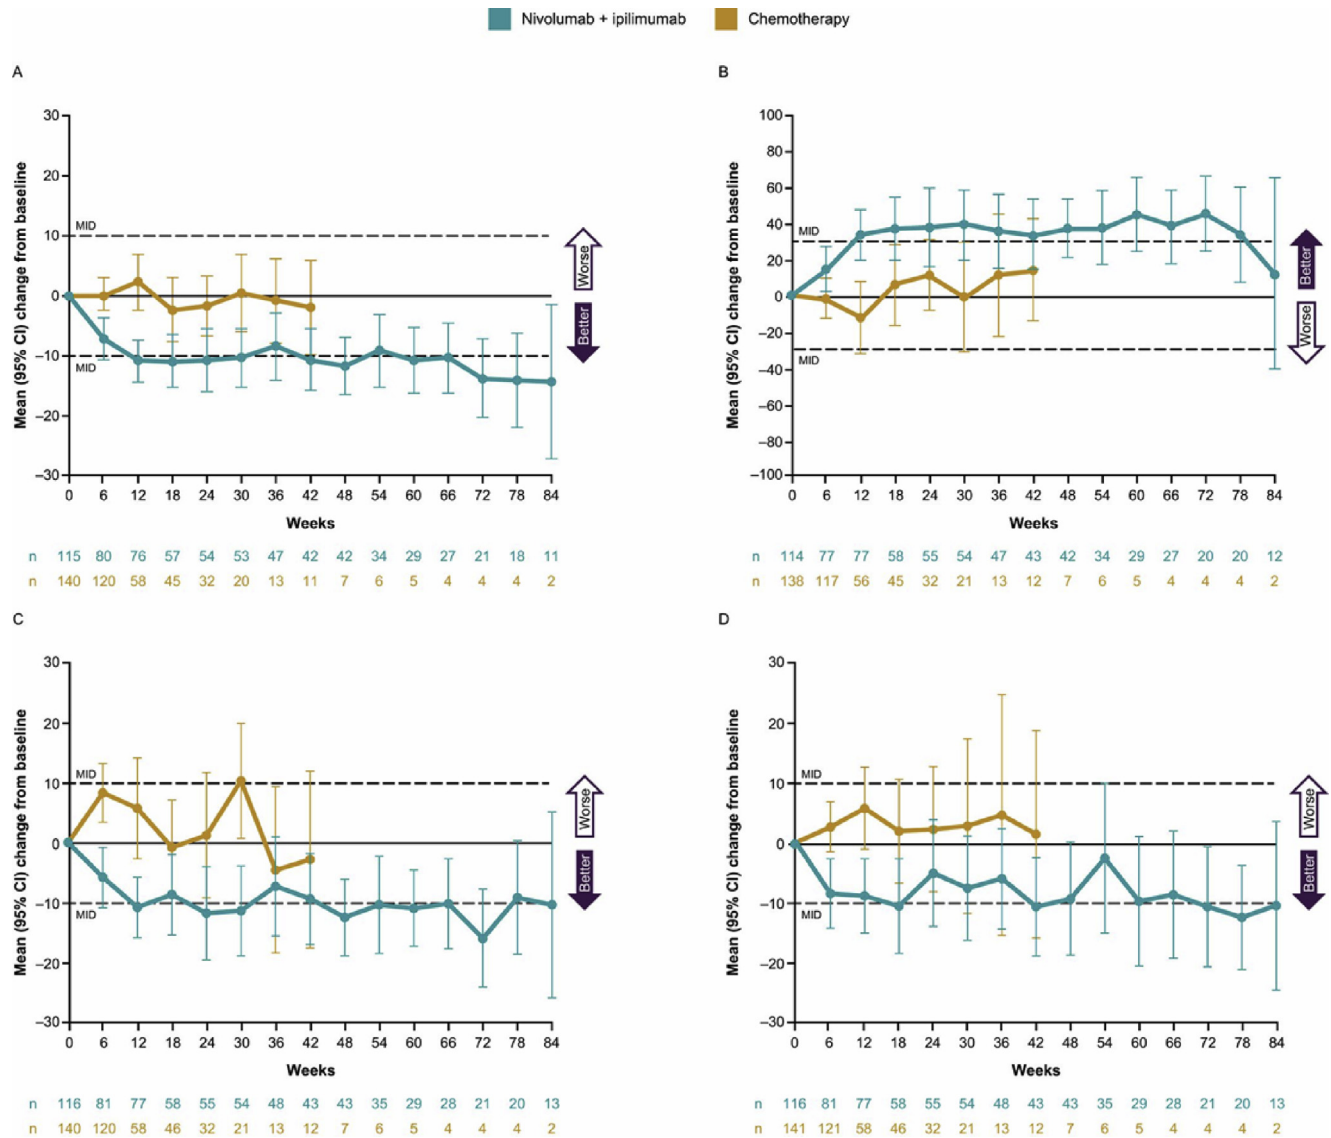 Nivolumab + ipilimumab Chemotherapy
A
Mean (95% CI) change from baseline
30
20
10
0
–10
–20
–30
MID
MID
Worse
Better
0 6 12 18 24 30 36 42 48 54 60 66 72 78 84
Weeks
n 115 80 76 57 54 53 47 42 42 34 29 27 21 18 11
n 140 120 58 45 32 20 13 11 7 6 5 4 4 4 2
B
Mean (95% CI) change from baseline
100
80
60
40
20
0
–20
–40
–60
–80
–100
MID
MID
Better
Worse
0 6 12 18 24 30 36 42 48 54 60 66 72 78 84
Weeks
n 114 77 77 58 55 54 47 43 42 34 29 27 20 20 12
n 138 117 56 45 32 21 13 12 7 6 5 4 4 4 2
C
Mean (95% CI) change from baseline
30
20
10
0
–10
–20
–30
MID
MID
Worse
Better
0 6 12 18 24 30 36 42 48 54 60 66 72 78 84
Weeks
n 116 81 77 58 55 54 48 43 43 35 29 28 21 20 13
n 140 120 58 46 32 21 13 12 7 6 5 4 4 4 2
D
Mean (95% CI) change from baseline
30
20
10
0
–10
–20
–30
MID
MID
Worse
Better
0 6 12 18 24 30 36 42 48 54 60 66 72 78 84
Weeks
n 116 81 77 58 55 54 48 43 43 35 29 28 21 20 13
n 141 121 58 46 32 21 13 12 7 6 5 4 4 4 2